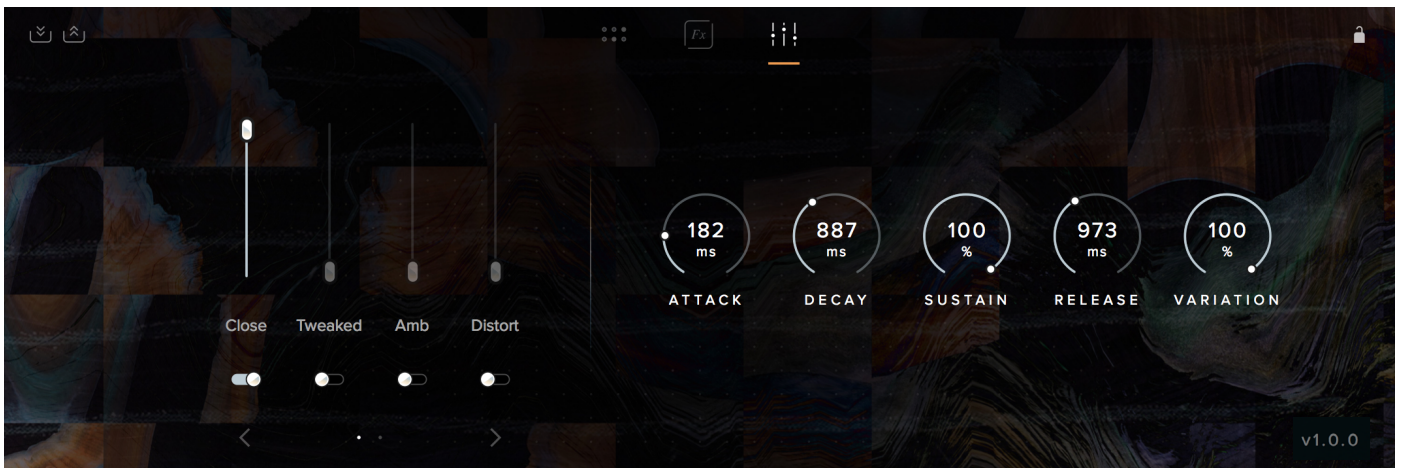 Fx
182
ms
887
ms
100
%
973
ms
100
%
ATTACK
DECAY
SUSTAIN
RELEASE
VARIATION
Close
Tweaked
Amb
Distort
v1.0.0